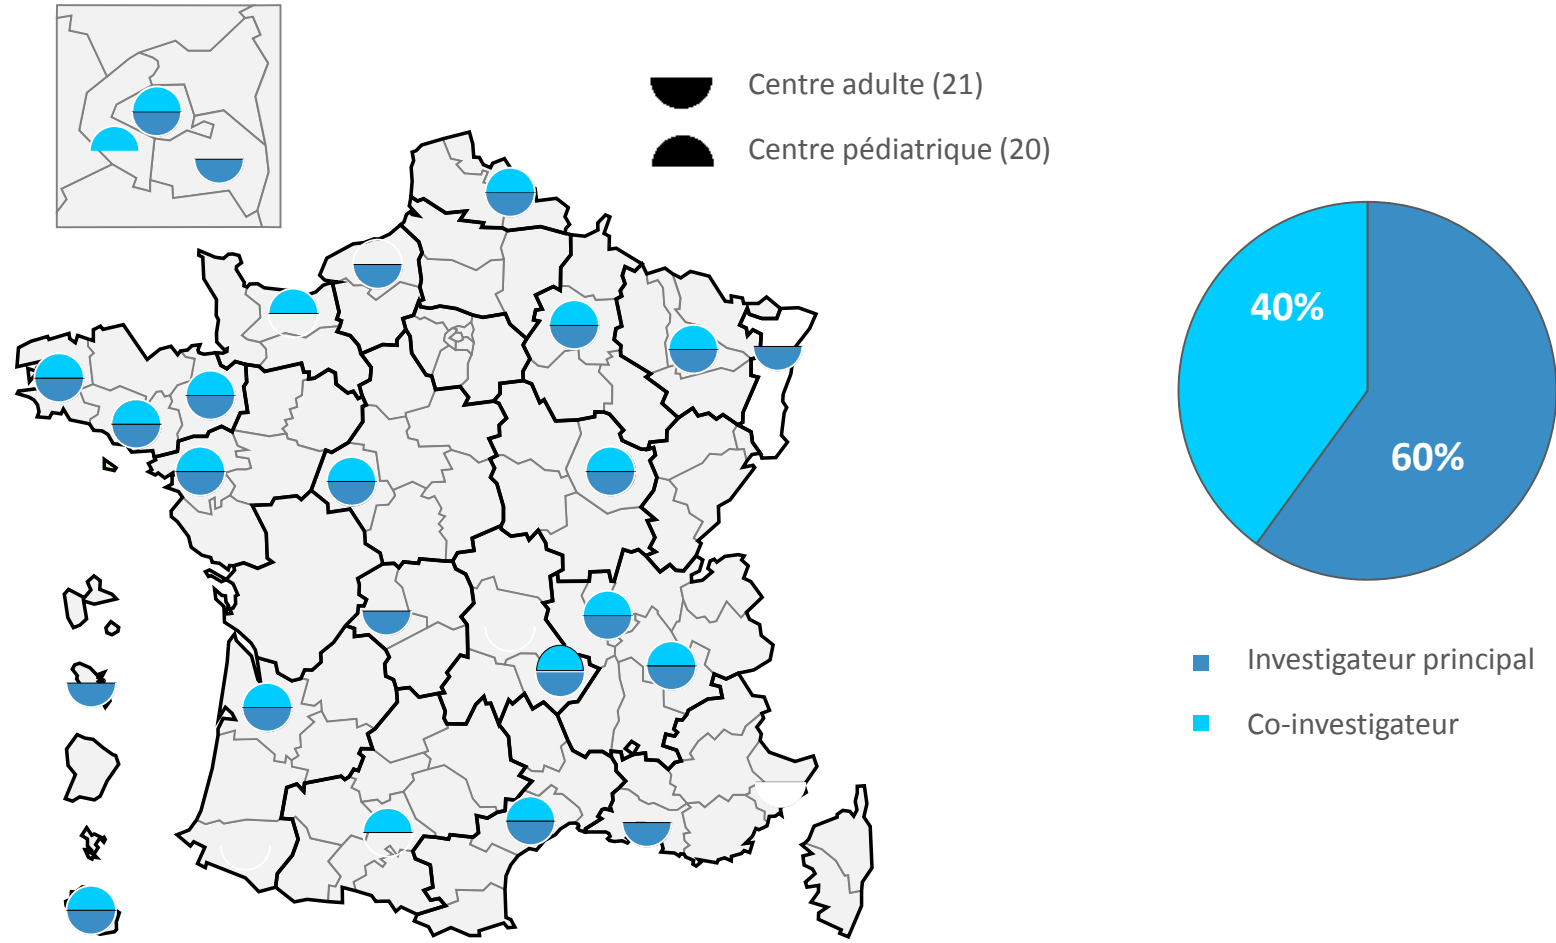 Centre adulte (21)
Centre pédiatrique (20)
40%
60%
Investigateur principal
Co-investigateur